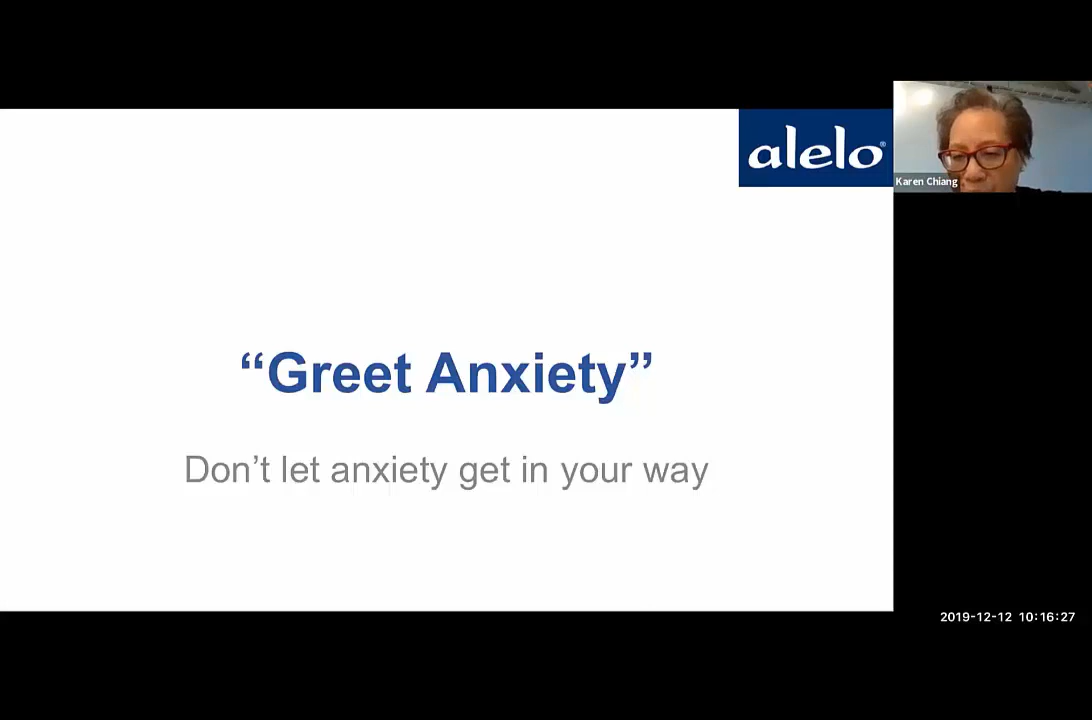 alelo®
Karen Chiang
“Greet Anxiety”
Don’t let anxiety get in your way
2019-12-12 10:16:27